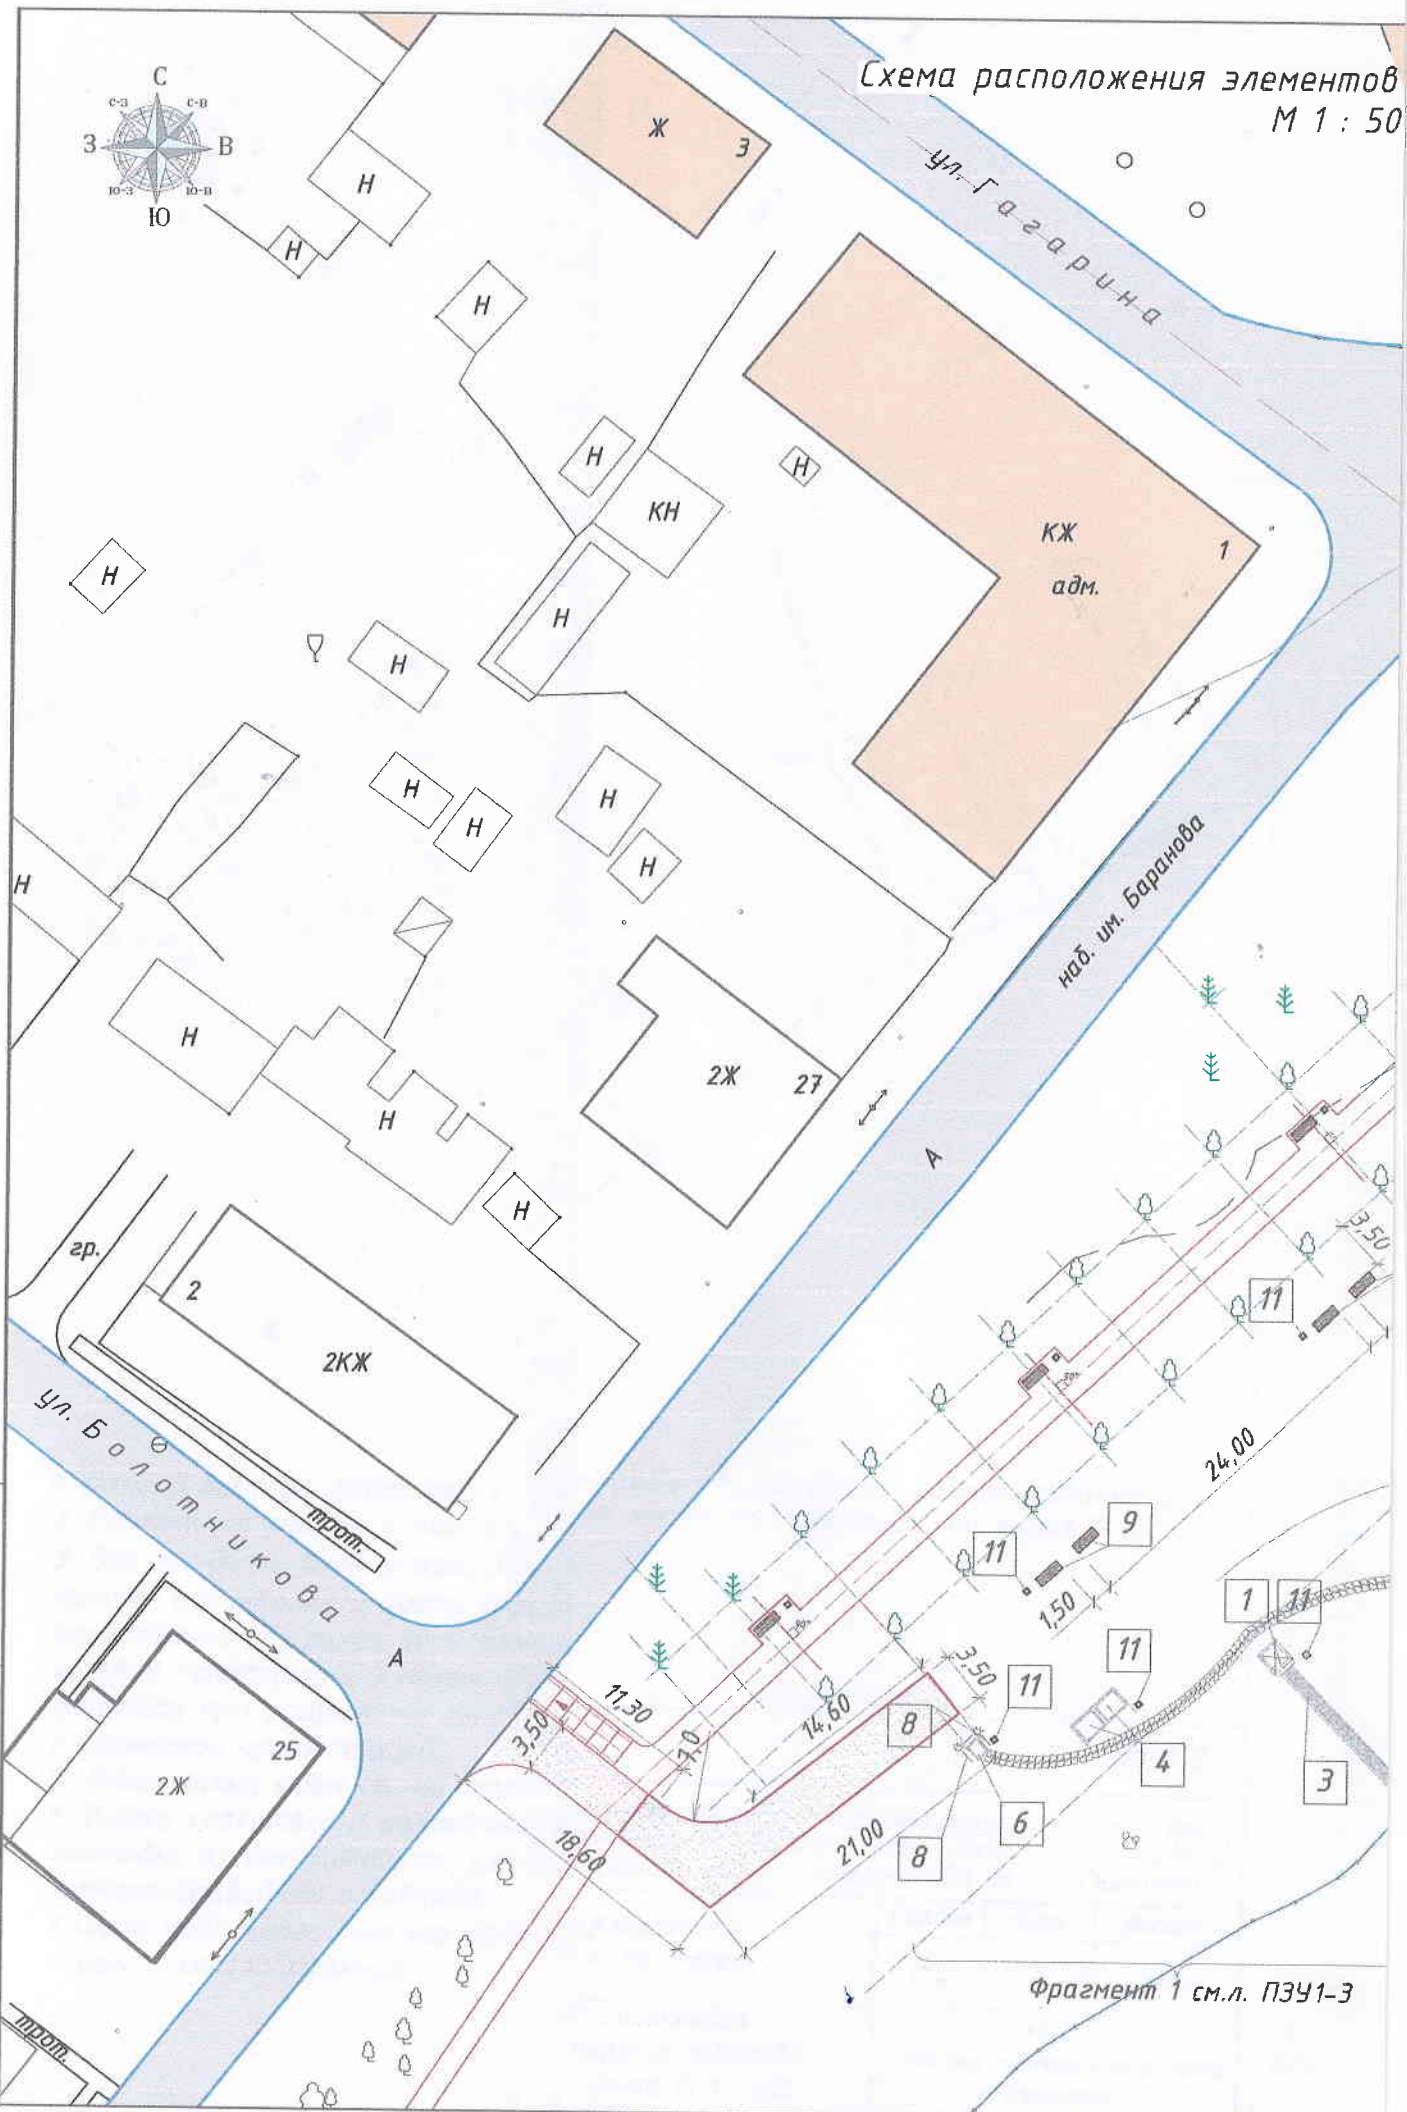 Схема расположения элементов
М 1 : 50
С
С-З
С-В
З
В
Ю-З
Ю-В
Ю
Ж
3
ул. Гагарина
Н
Н
Н
Н
КН
Н
КЖ
1
адм.
Н
Н
Н
Н
Н
Н
Н
Н
Н
наб. им. Баранова
Н
2Ж
27
Н
А
Н
гр.
2
2КЖ
3,50
11
ул. Болотникова
трот.
24,00
9
11
1,50
1
11
А
11
11,30
3,50
3,50
11
14,60
8
7,0
4
3
25
2Ж
18,60
21,00
6
8
Фрагмент 1 см.л. ПЗУ1-3
трот.